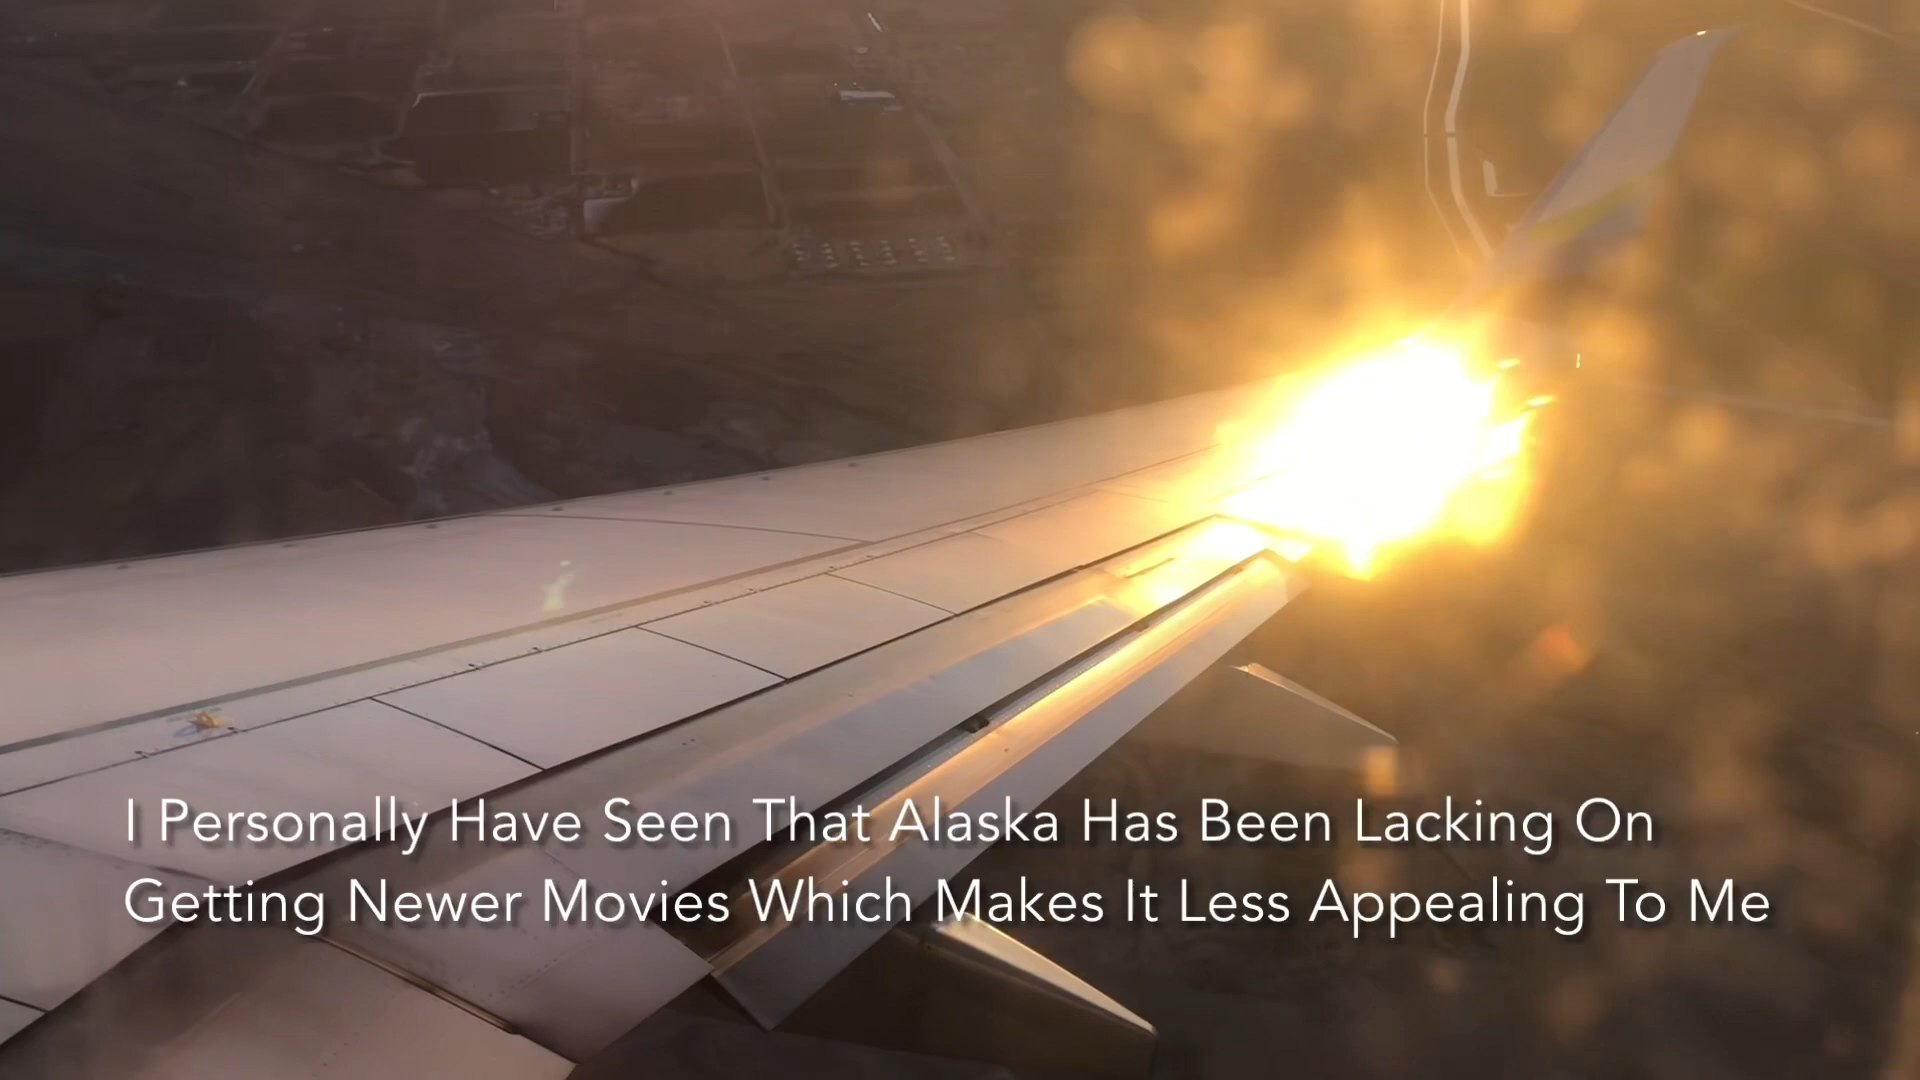 I Personally Have Seen That Alaska Has Been Lacking On
Getting Newer Movies Which Makes It Less Appealing To Me